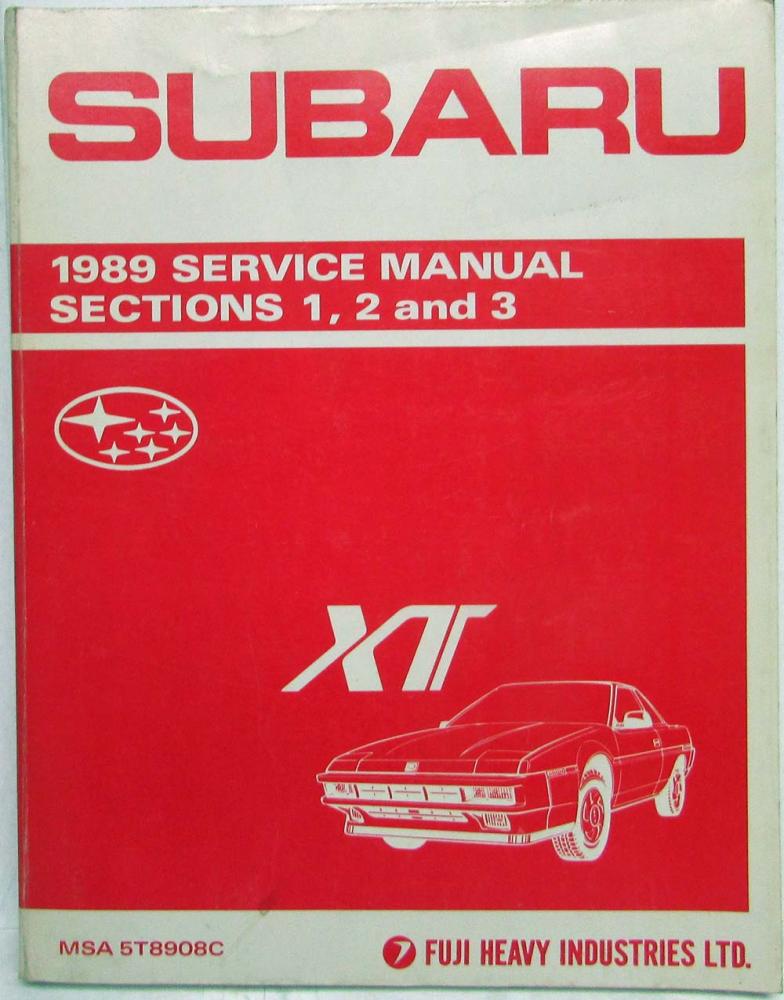 SUBARU
1989 SERVICE MANUAL
SECTIONS 1, 2 and 3
XT
MSA 5T8908C
FUJI HEAVY INDUSTRIES LTD.